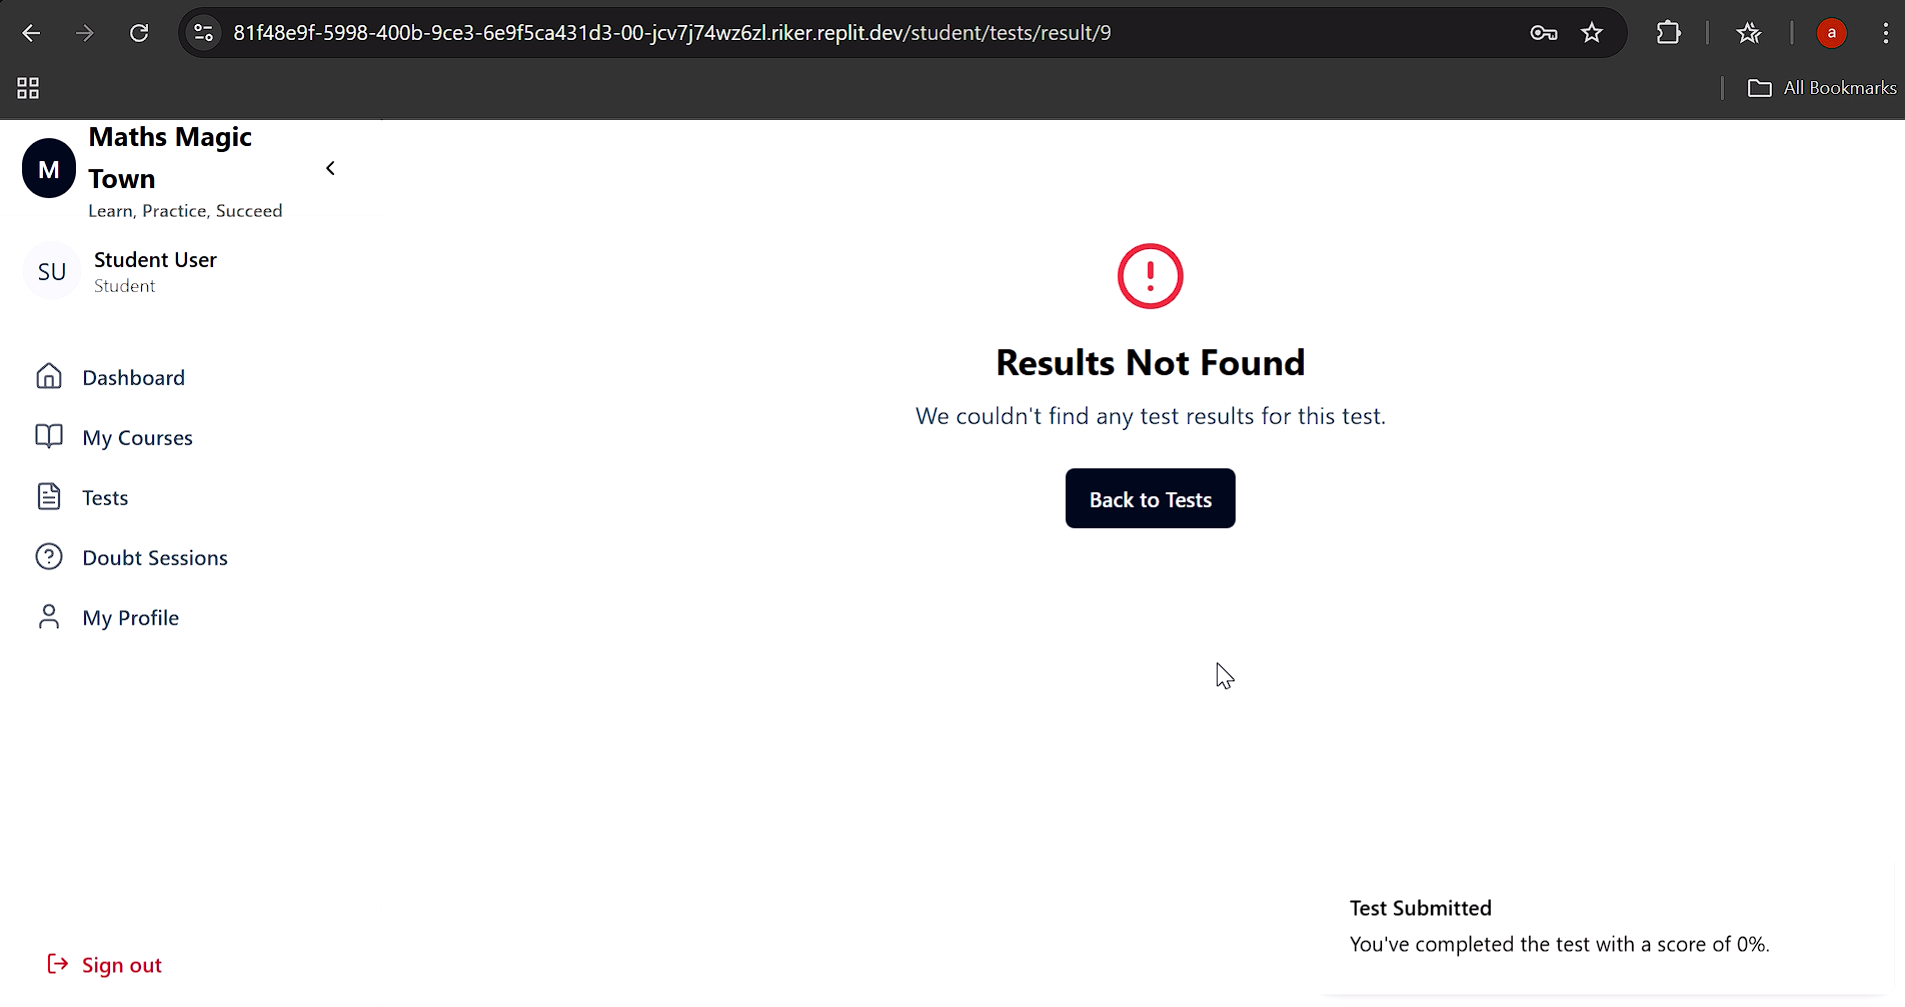 81f48e9f-5998-400b-9ce3-6e9f5ca431d3-00-jcv7j74wz6zl.riker.replit.dev/student/tests/result/9
a
All Bookmarks
M
Maths Magic
Town
Learn, Practice, Succeed
SU
Student User
Student
Dashboard
My Courses
Tests
Doubt Sessions
My Profile
Sign out
Results Not Found
We couldn't find any test results for this test.
Back to Tests
Test Submitted
You've completed the test with a score of 0%.